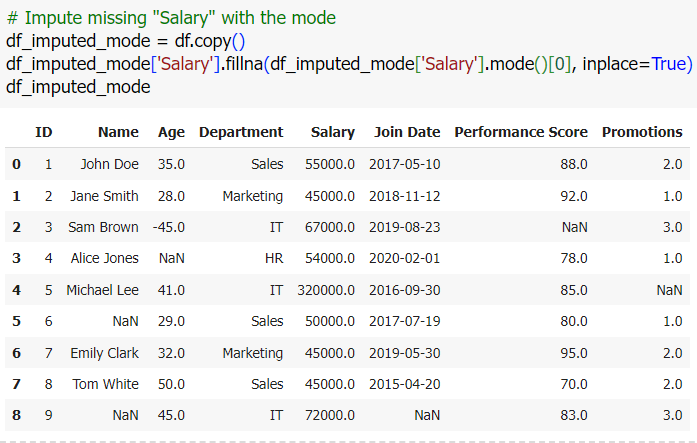 # Impute missing "Salary" with the mode
df_imputed_mode = df.copy()
df_imputed_mode['Salary'].fillna(df_imputed_mode['Salary'].mode()[0], inplace=True)
df_imputed_mode
ID Name Age Department Salary Join Date Performance Score Promotions
0 1 John Doe 35.0 Sales 55000.0 2017-05-10 88.0 2.0
1 2 Jane Smith 28.0 Marketing 45000.0 2018-11-12 92.0 1.0
2 3 Sam Brown -45.0 IT 67000.0 2019-08-23 NaN 3.0
3 4 Alice Jones NaN HR 54000.0 2020-02-01 78.0 1.0
4 5 Michael Lee 41.0 IT 320000.0 2016-09-30 85.0 NaN
5 6 NaN 29.0 Sales 50000.0 2017-07-19 80.0 1.0
6 7 Emily Clark 32.0 Marketing 45000.0 2019-05-30 95.0 2.0
7 8 Tom White 50.0 Sales 45000.0 2015-04-20 70.0 2.0
8 9 NaN 45.0 IT 72000.0 NaN 83.0 3.0